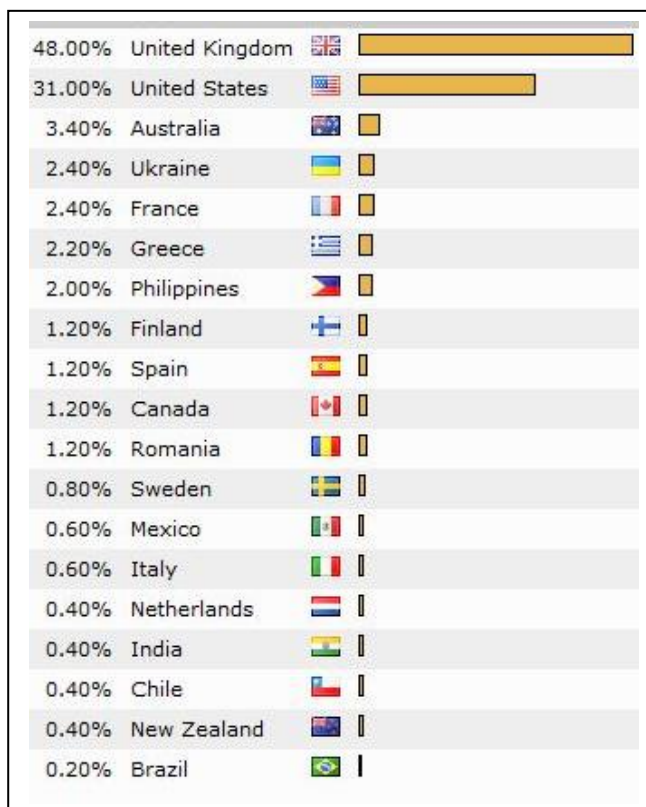 48.00% United Kingdom
31.00% United States
3.40% Australia
2.40% Ukraine
2.40% France
2.20% Greece
2.00% Philippines
1.20% Finland
1.20% Spain
1.20% Canada
1.20% Romania
0.80% Sweden
0.60% Mexico
0.60% Italy
0.40% Netherlands
0.40% India
0.40% Chile
0.40% New Zealand
0.20% Brazil